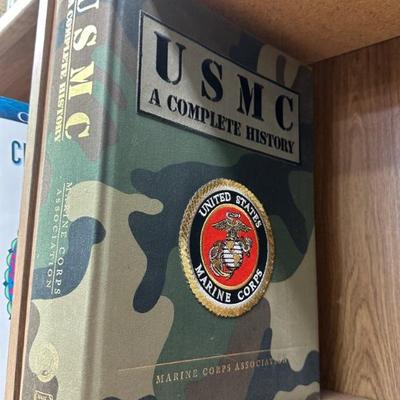 USMC
A COMPLETE HISTORY
MARINE CORPS
ASSOCIATION
USMC
A COMPLETE HISTORY
UNITED STATES
MARINE CORPS
MARINE CORPS ASSOCIATION